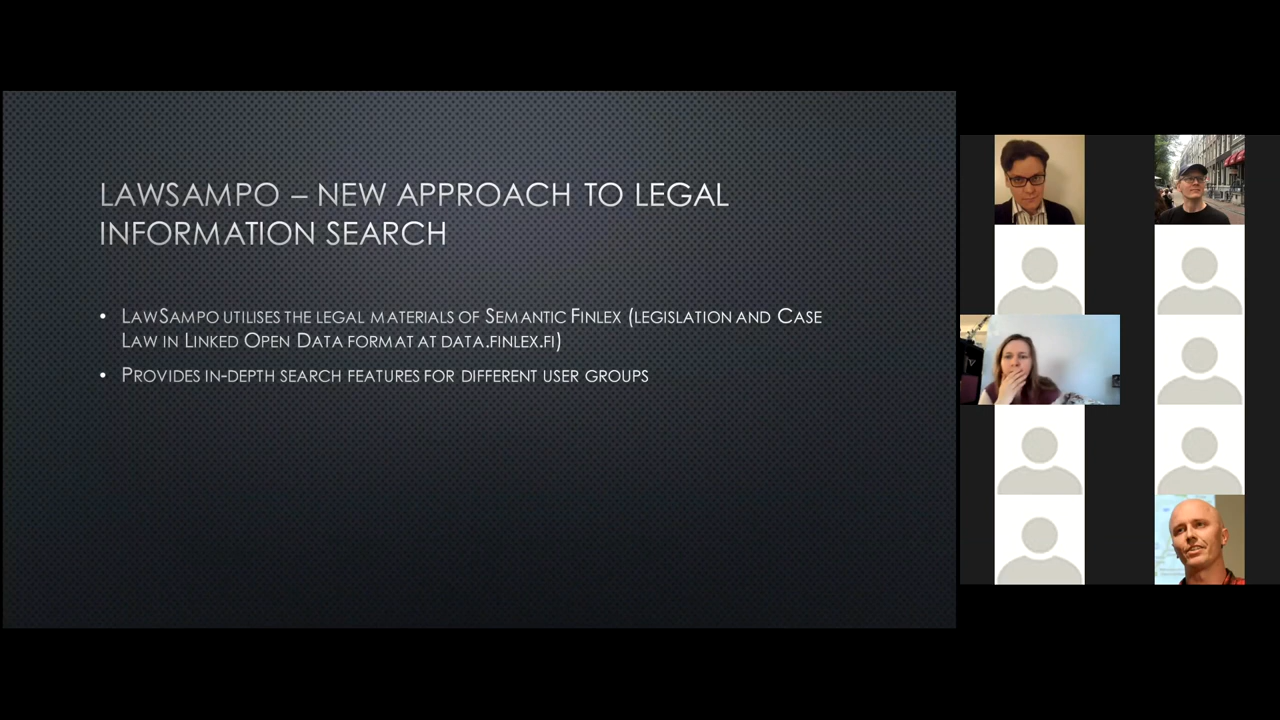 LAWSAMPO – NEW APPROACH TO LEGAL
INFORMATION SEARCH
• LAWSAMPO UTILISES THE LEGAL MATERIALS OF SEMANTIC FINLEX (LEGISLATION AND CASE
LAW IN LINKED OPEN DATA FORMAT AT DATA.FINLEX.FI)
• PROVIDES IN-DEPTH SEARCH FEATURES FOR DIFFERENT USER GROUPS